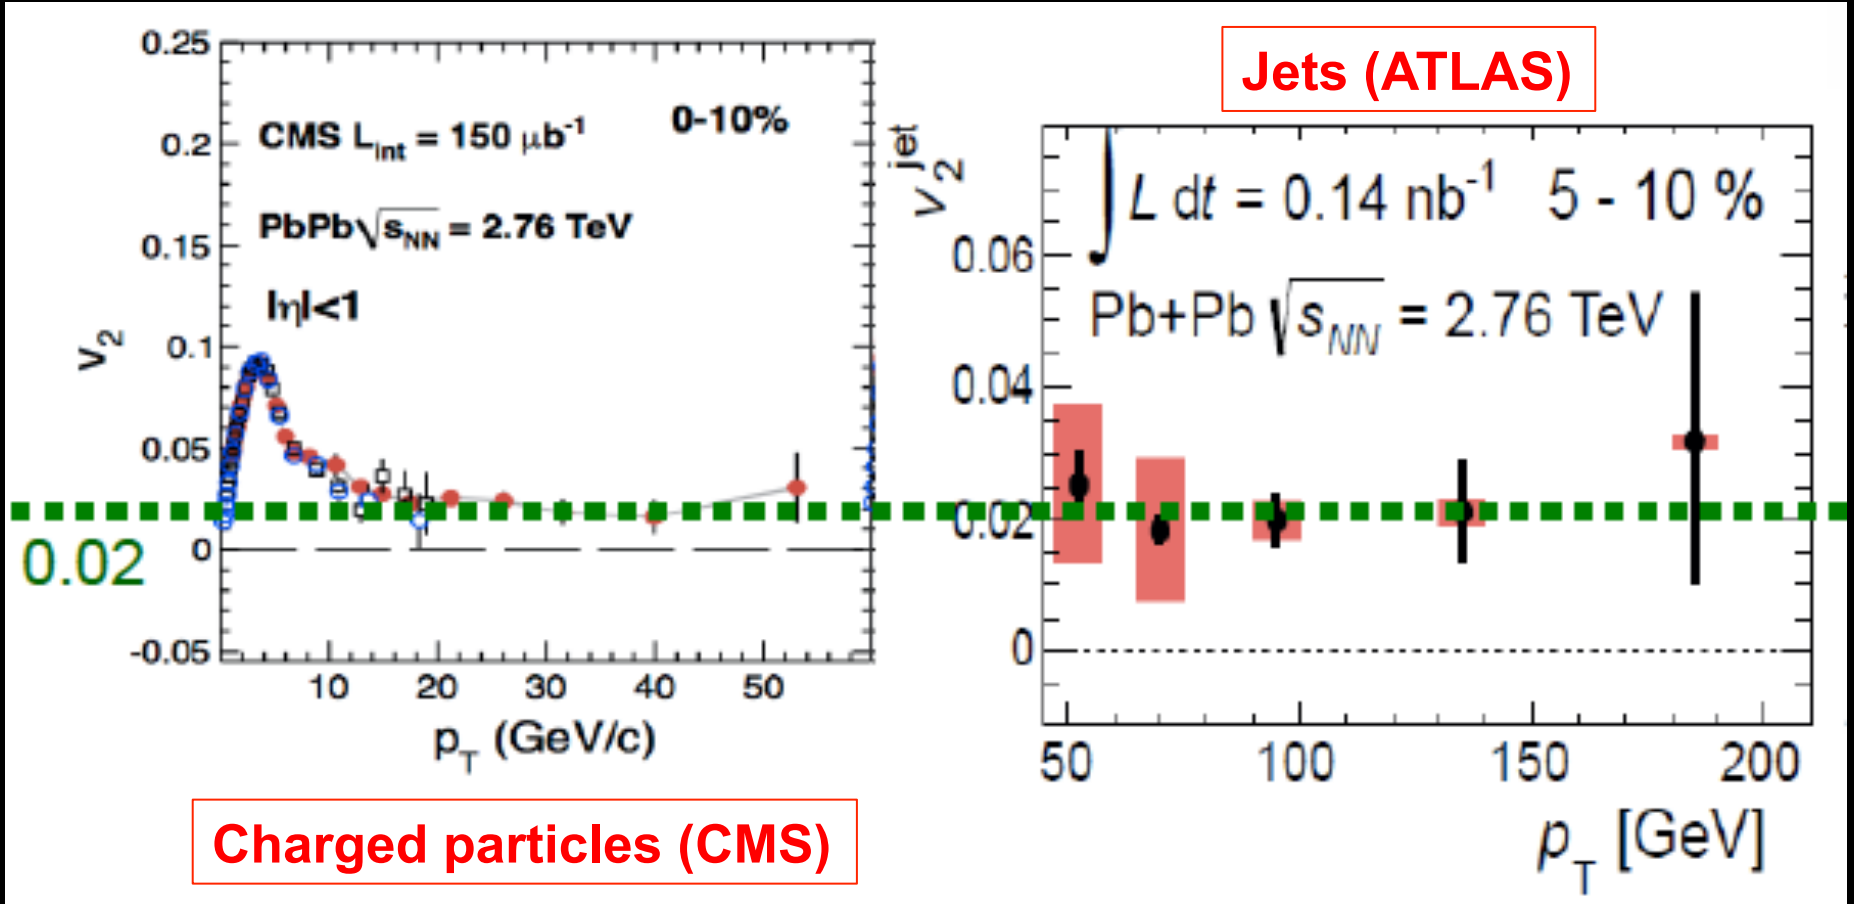 Jets (ATLAS)
0.25
0.2
0.15
0.1
0.05
0
-0.05
v₂
CMS L_int = 150 μb⁻¹ 0-10%
PbPb√s_NN = 2.76 TeV
|η|<1
10 20 30 40 50
p_T (GeV/c)
0.02
Charged particles (CMS)
v₂^jet
0.06
0.04
0.02
0
∫ L dt = 0.14 nb⁻¹ 5 - 10 %
Pb+Pb √s_NN = 2.76 TeV
50 100 150 200
p_T [GeV]